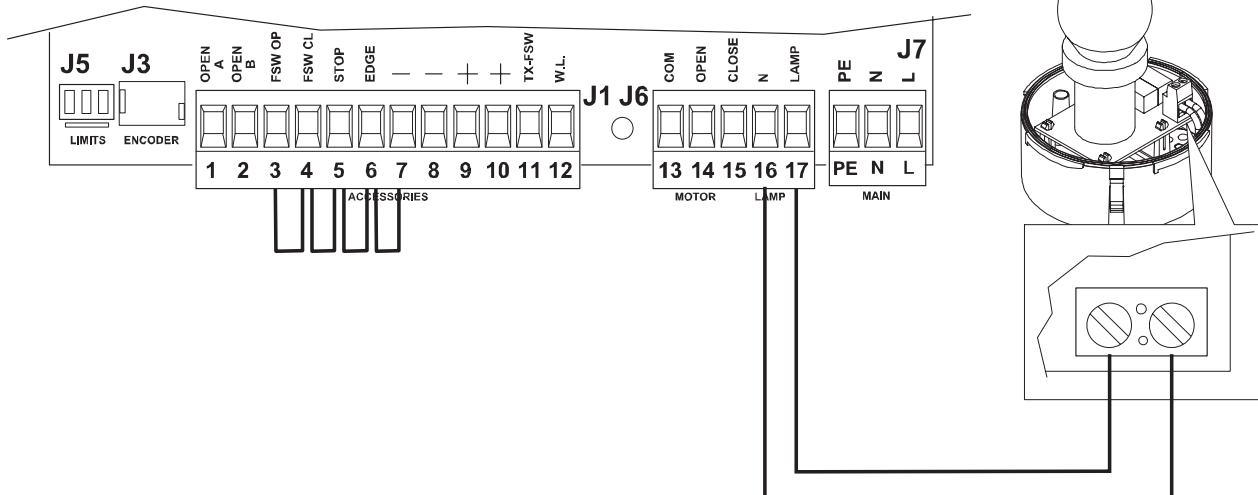 J5 J3 OPEN A OPEN B FSW OP FSW CL STOP EDGE — — + + TX-FSW W.L. COM OPEN CLOSE N LAMP PE N L J7
LIMITS ENCODER J1 J6
1 2 3 4 5 6 7 8 9 10 11 12 13 14 15 16 17 PE N L
ACCESSORIES MOTOR LAMP MAIN